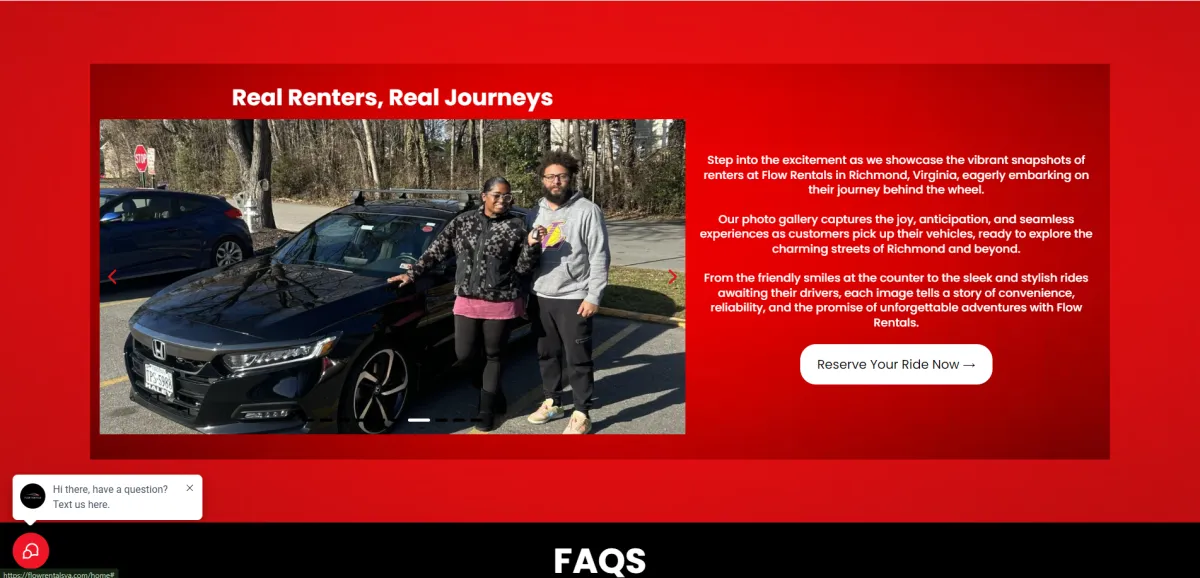 Real Renters, Real Journeys
STOP
Step into the excitement as we showcase the vibrant snapshots of
renters at Flow Rentals in Richmond, Virginia, eagerly embarking on
their journey behind the wheel.
Our photo gallery captures the joy, anticipation, and seamless
experiences as customers pick up their vehicles, ready to explore the
charming streets of Richmond and beyond.
From the friendly smiles at the counter to the sleek and stylish rides
awaiting their drivers, each image tells a story of convenience,
reliability, and the promise of unforgettable adventures with Flow
Rentals.
Reserve Your Ride Now →
Hi there, have a question?
Text us here.
FAQS
https://flowrentalsva.com/home#